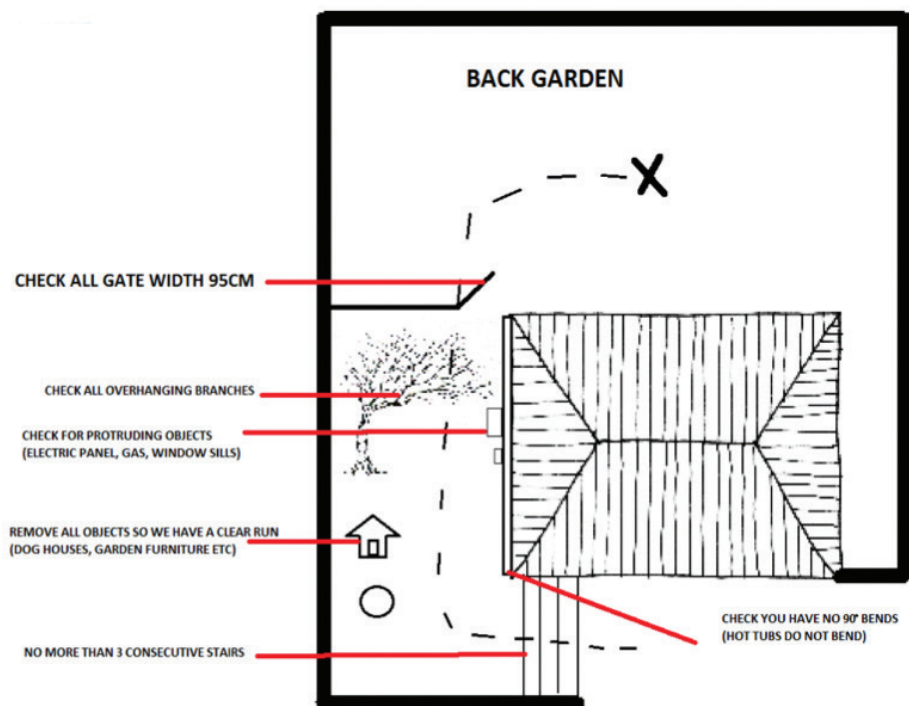 BACK GARDEN
CHECK ALL GATE WIDTH 95CM
CHECK ALL OVERHANGING BRANCHES
CHECK FOR PROTRUDING OBJECTS
(ELECTRIC PANEL, GAS, WINDOW SILLS)
REMOVE ALL OBJECTS SO WE HAVE A CLEAR RUN
(DOG HOUSES, GARDEN FURNITURE ETC)
CHECK YOU HAVE NO 90° BENDS
(HOT TUBS DO NOT BEND)
NO MORE THAN 3 CONSECUTIVE STAIRS